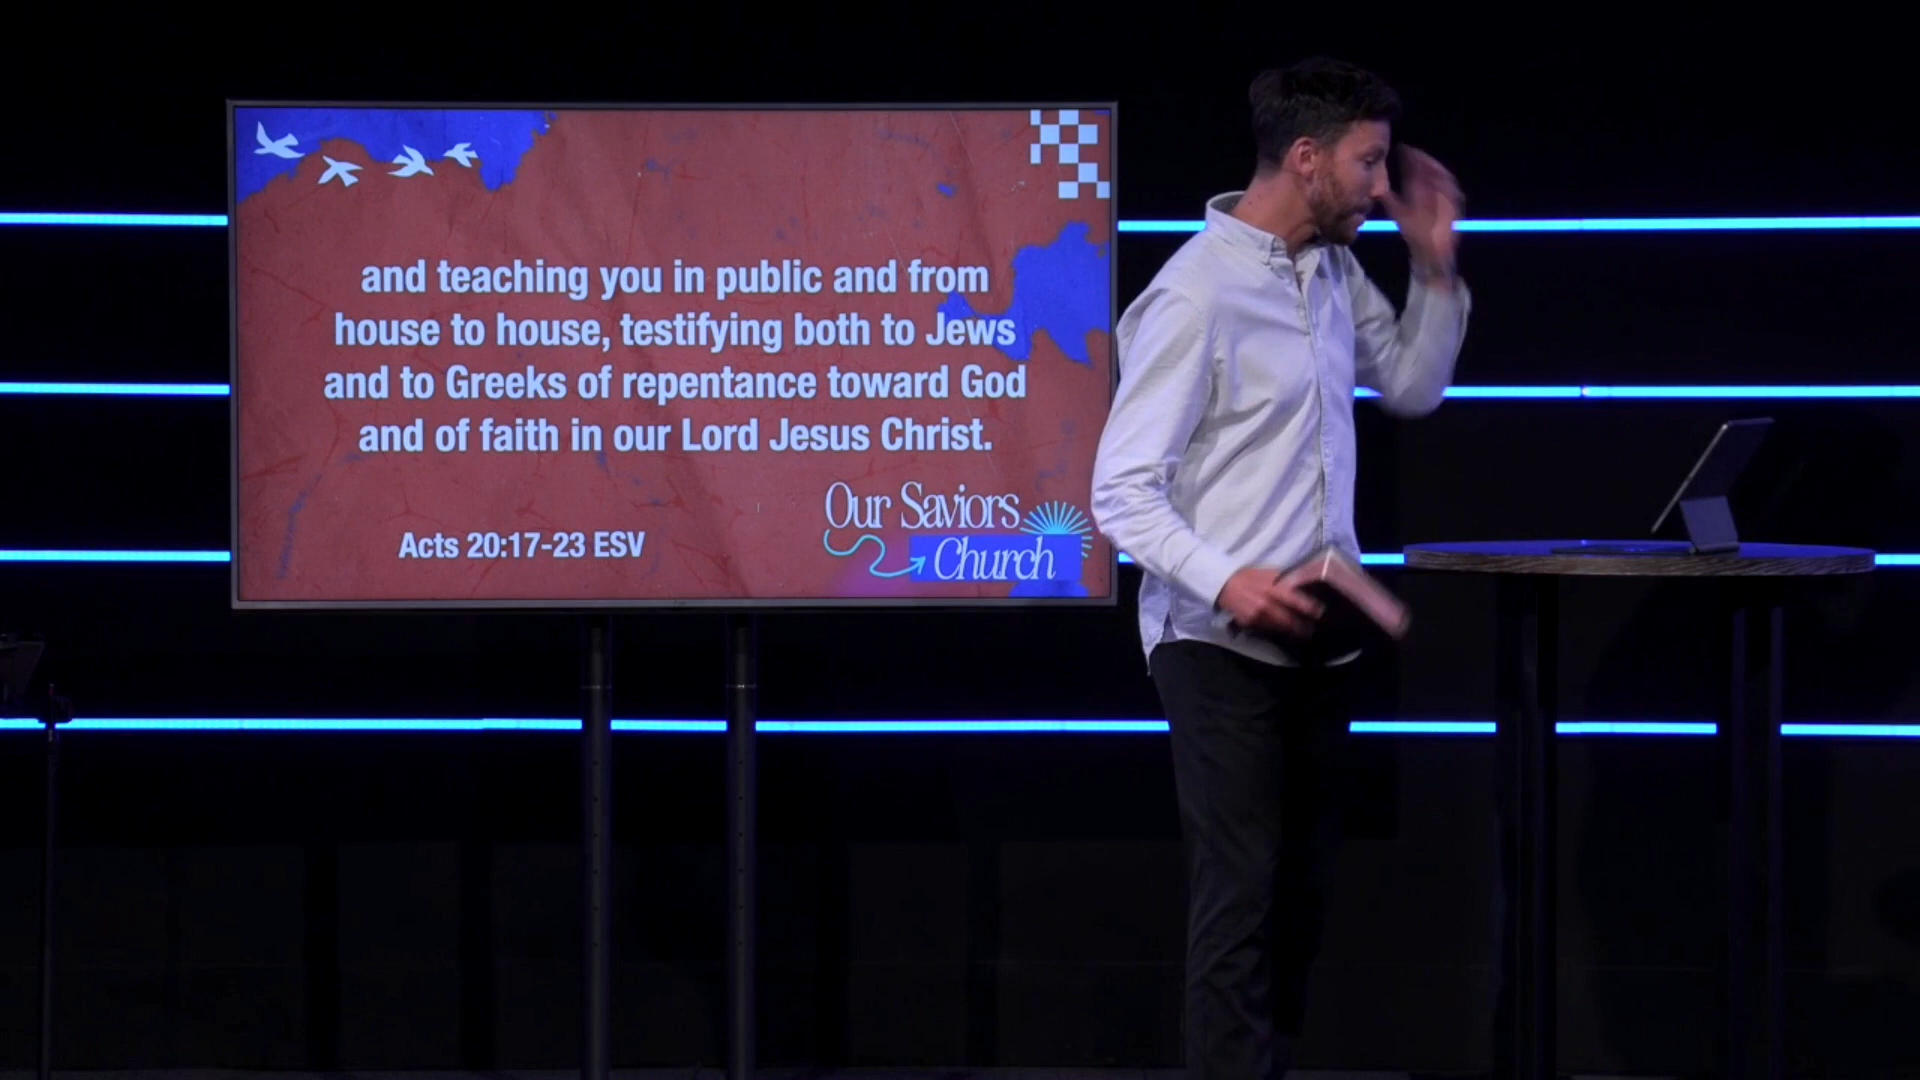 and teaching you in public and from
house to house, testifying both to Jews
and to Greeks of repentance toward God
and of faith in our Lord Jesus Christ.
Acts 20:17-23 ESV
Our Saviors
Church